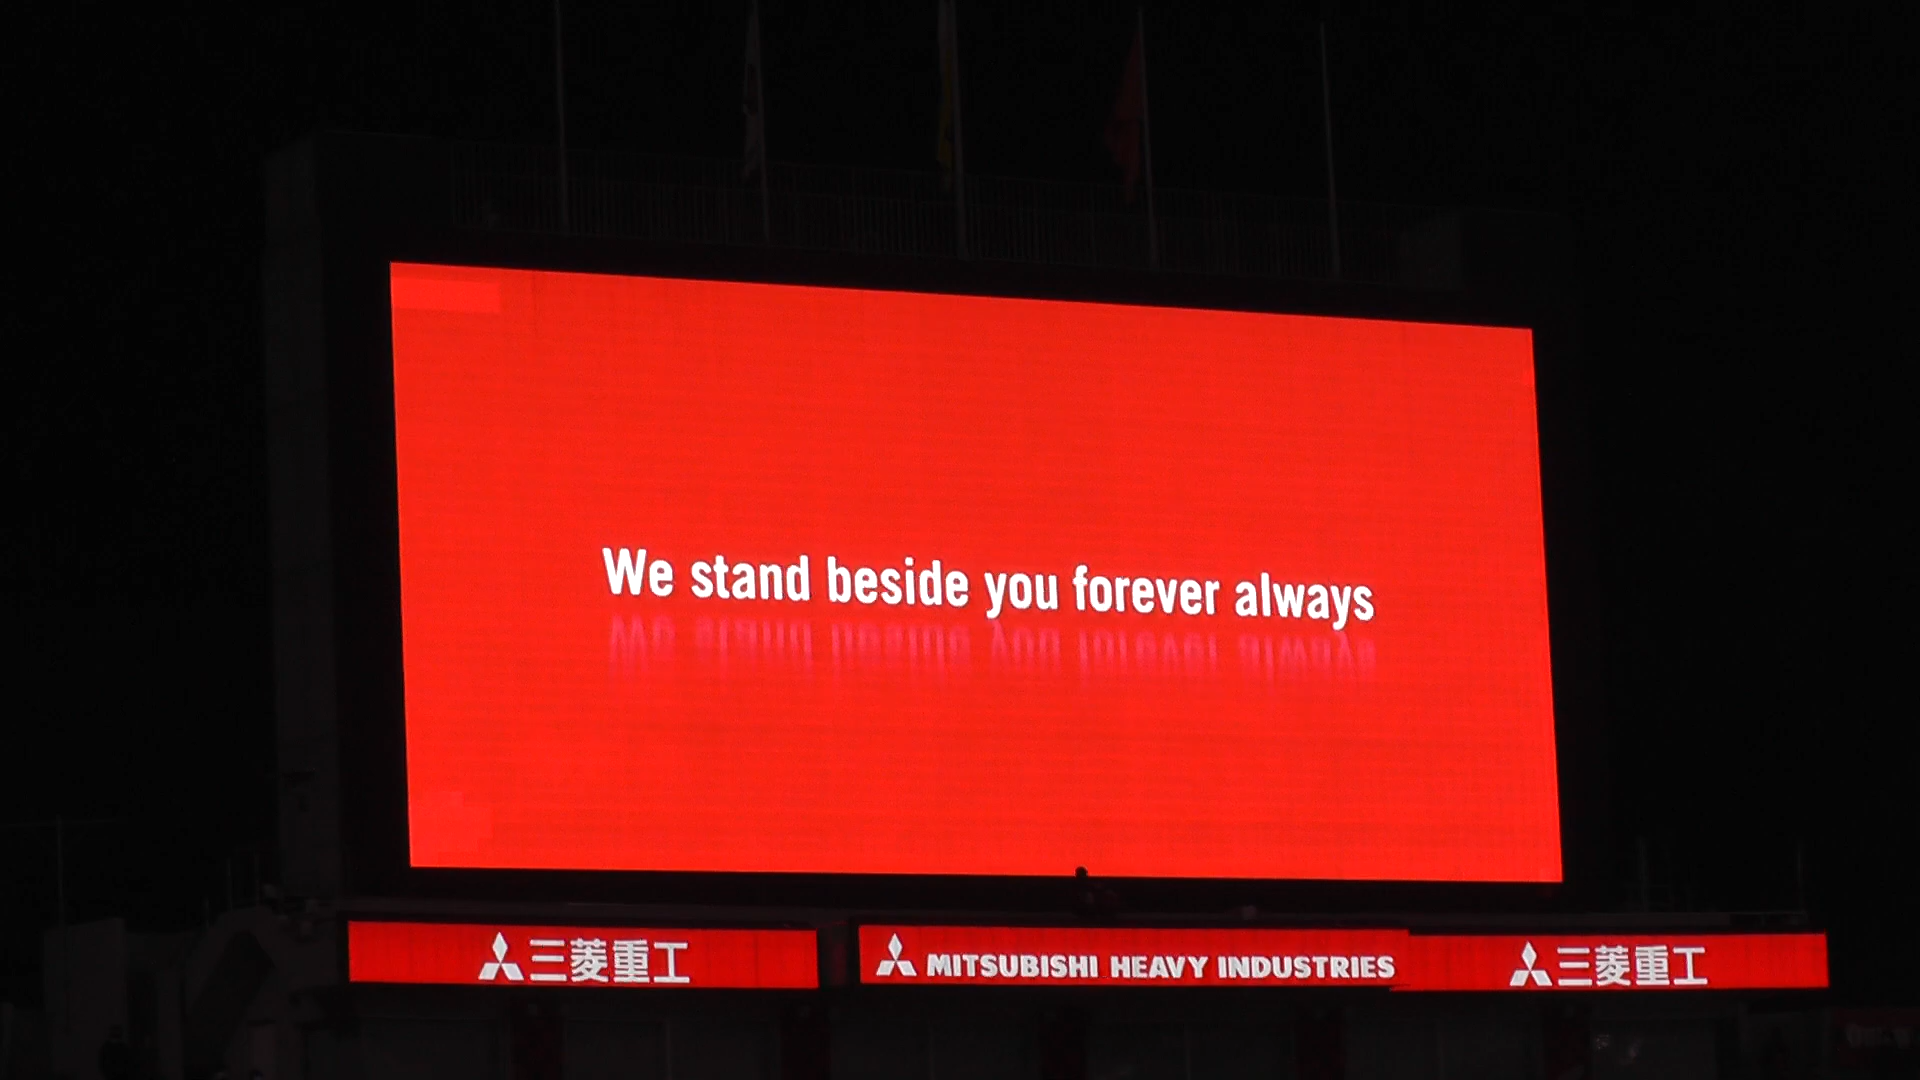 We stand beside you forever always
三菱重工
MITSUBISHI HEAVY INDUSTRIES
三菱重工